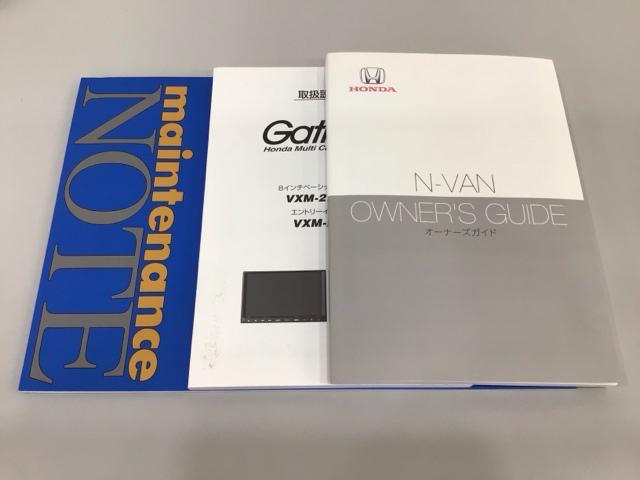 maintenance
NOTE
取扱説
Gath
Honda Multi Ca
8インチベーシッ
VXM-2
エントリーイ
VXM-
HONDA
N-VAN
OWNER'S GUIDE
オーナーズガイド